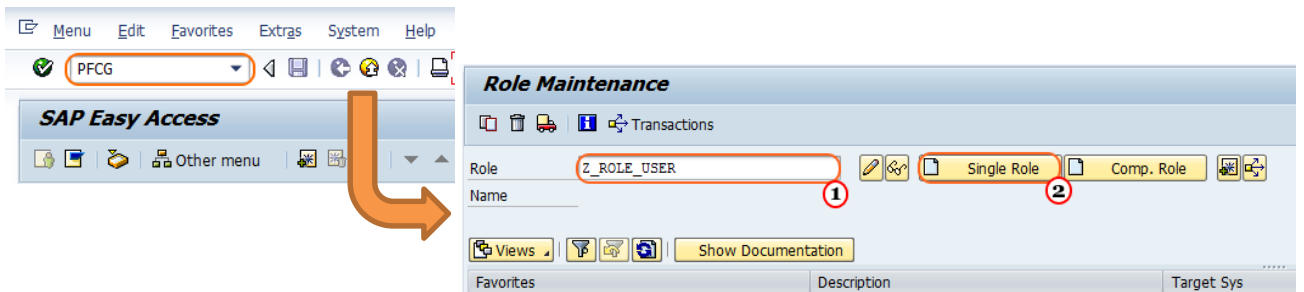 Menu Edit Favorites Extras System Help
PFCG
SAP Easy Access
Other menu
Role Maintenance
Transactions
Role Z_ROLE_USER Single Role Comp. Role
1 2
Name
Views Show Documentation
Favorites Description Target Sys